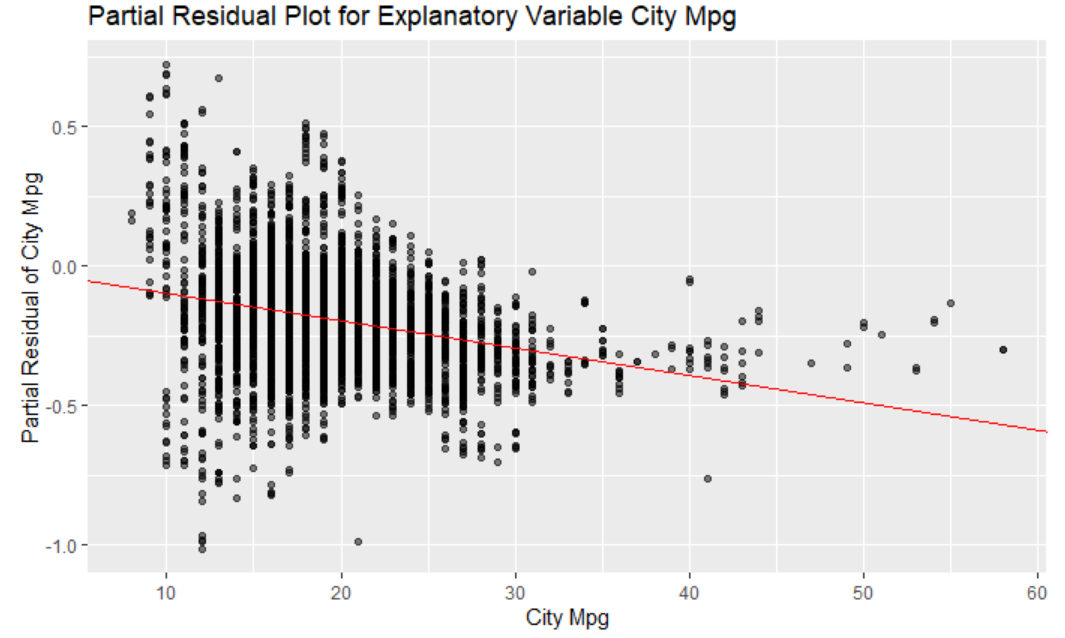 Partial Residual Plot for Explanatory Variable City Mpg
Partial Residual of City Mpg
0.5
0.0
-0.5
-1.0
10 20 30 40 50 60
City Mpg